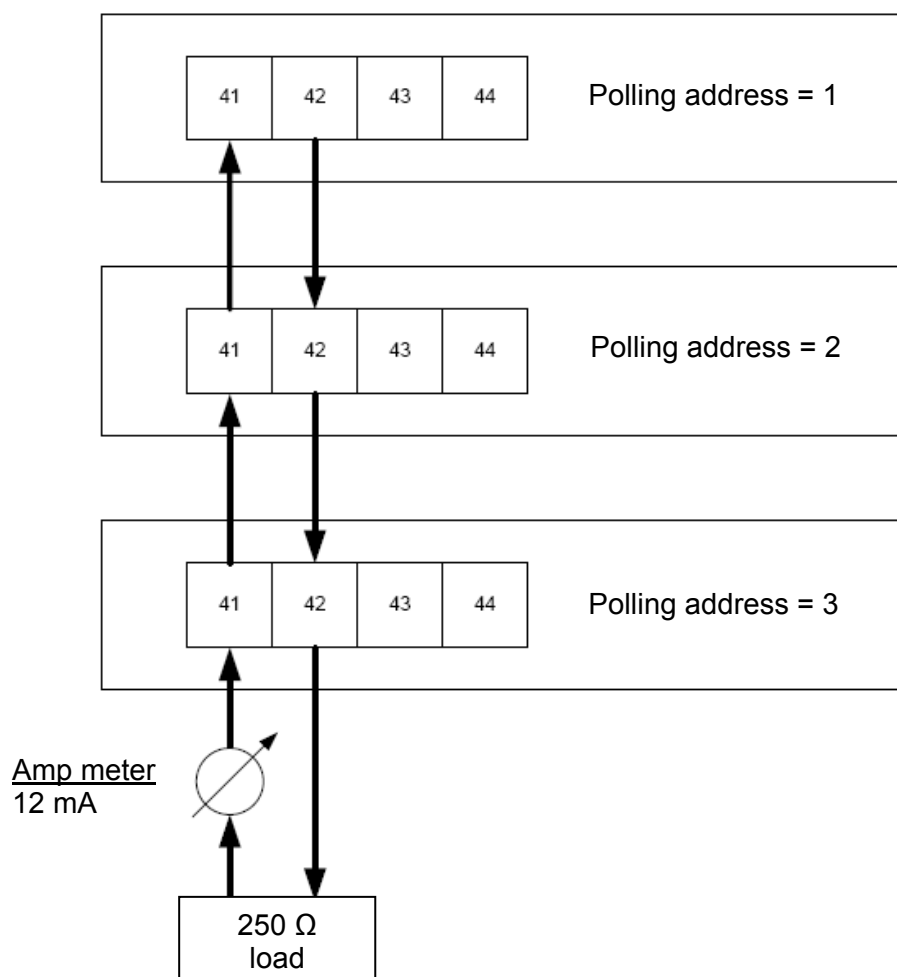 41 42 43 44 Polling address = 1
41 42 43 44 Polling address = 2
41 42 43 44 Polling address = 3
Amp meter
12 mA
250 Ω
load